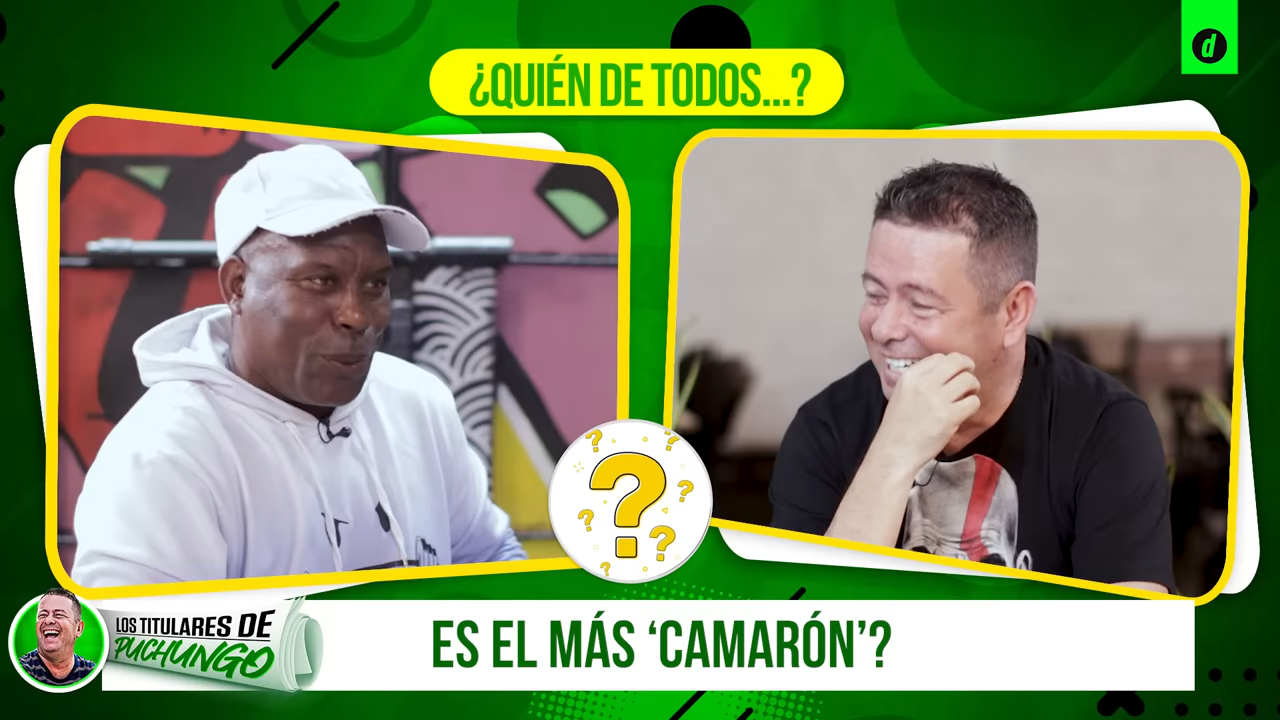 ¿QUIÉN DE TODOS...?
d
LOS TITULARES DE
PUCHUNGO
ES EL MÁS ‘CAMARÓN’?